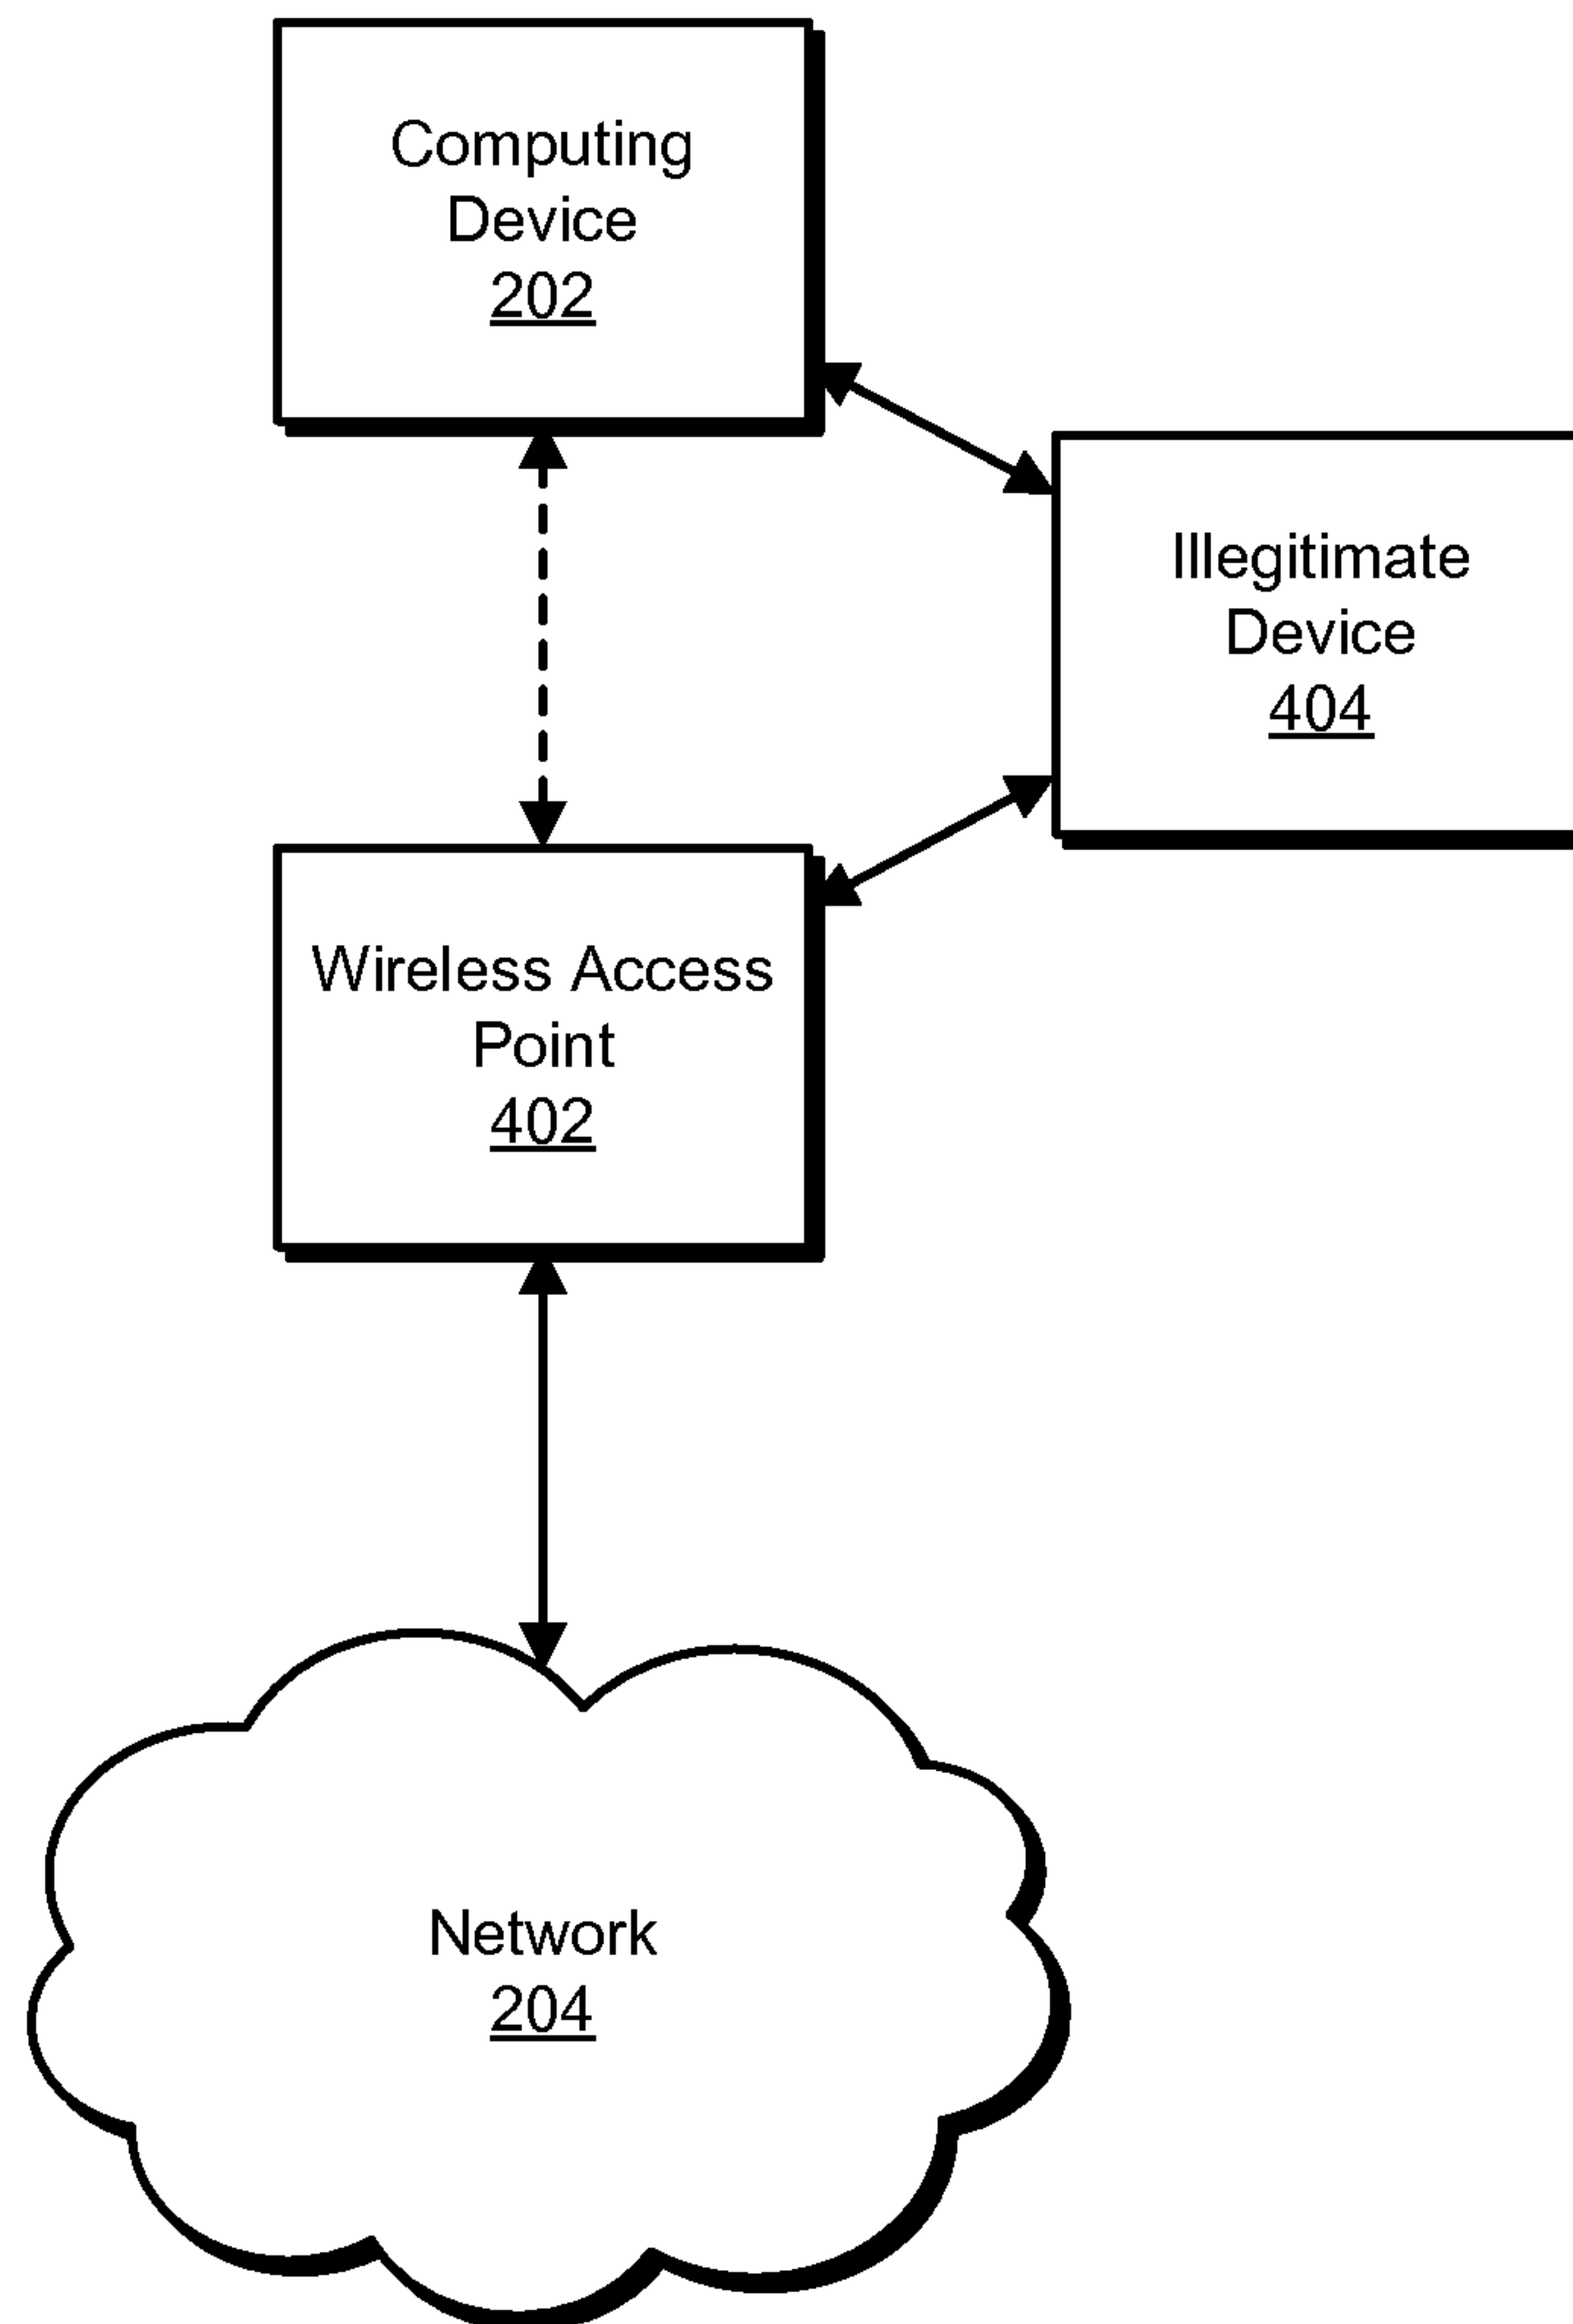 Computing
Device
202
Illegitimate
Device
404
Wireless Access
Point
402
Network
204